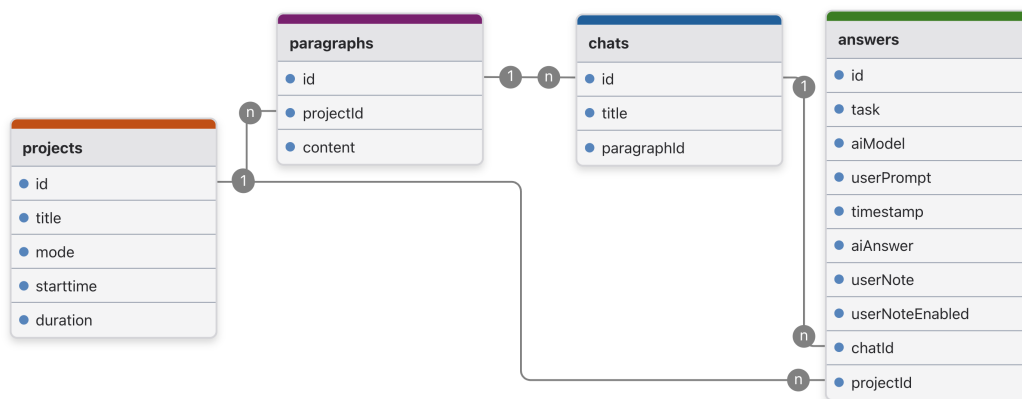 projects
id
title
mode
starttime
duration
paragraphs
id
projectId
content
chats
id
title
paragraphId
answers
id
task
aiModel
userPrompt
timestamp
aiAnswer
userNote
userNoteEnabled
chatId
projectId
1
n
1
n
1
n
n